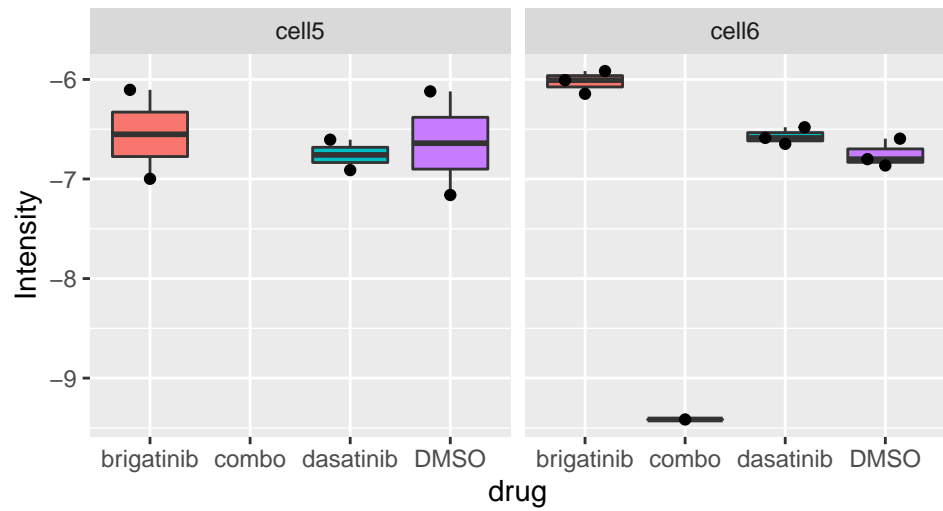 cell5
cell6
−6
−7
−8
−9
Intensity
brigatinib combo dasatinib DMSO
brigatinib combo dasatinib DMSO
drug